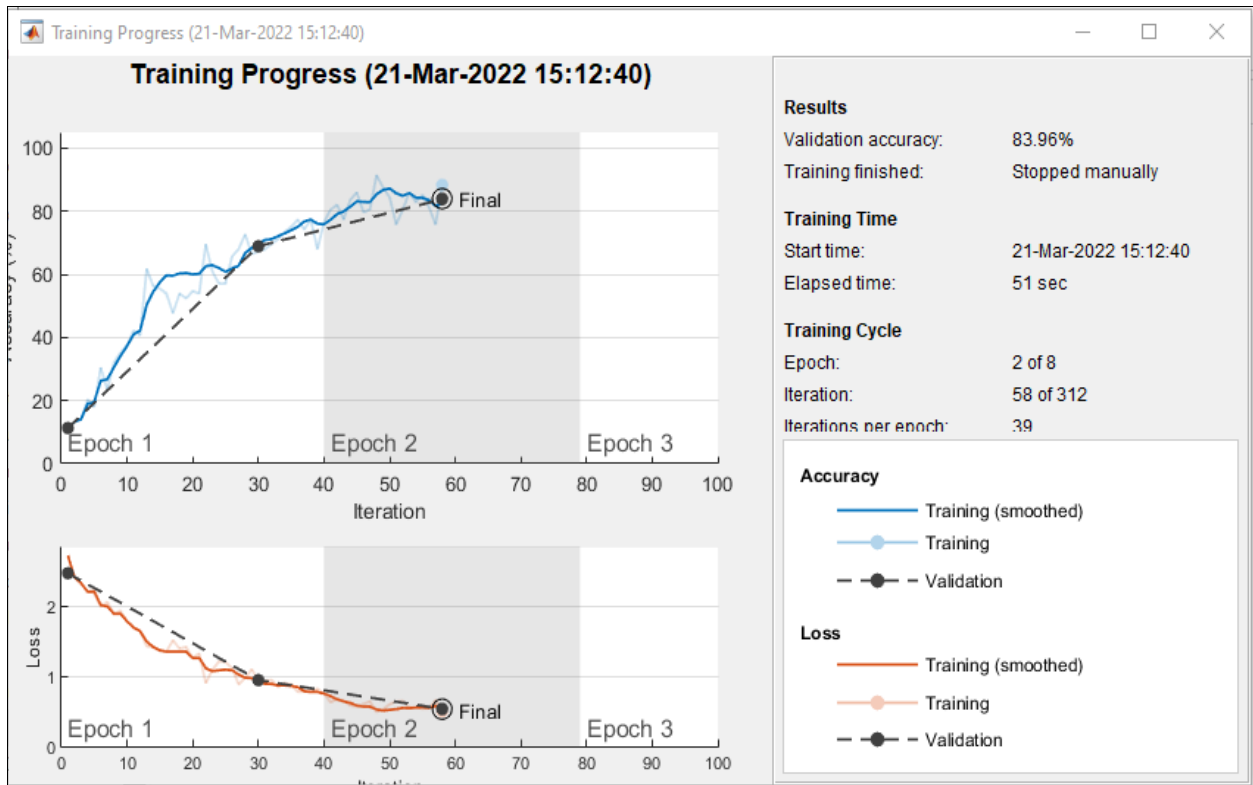 Training Progress (21-Mar-2022 15:12:40)
Training Progress (21-Mar-2022 15:12:40)
100
80
60
40
20
0
Final
Epoch 1
Epoch 2
Epoch 3
0 10 20 30 40 50 60 70 80 90 100
Iteration
Loss
2
1
0
Final
Epoch 1
Epoch 2
Epoch 3
0 10 20 30 40 50 60 70 80 90 100
Results
Validation accuracy: 83.96%
Training finished: Stopped manually
Training Time
Start time: 21-Mar-2022 15:12:40
Elapsed time: 51 sec
Training Cycle
Epoch: 2 of 8
Iteration: 58 of 312
Iterations per epoch: 39
Accuracy
Training (smoothed)
Training
Validation
Loss
Training (smoothed)
Training
Validation